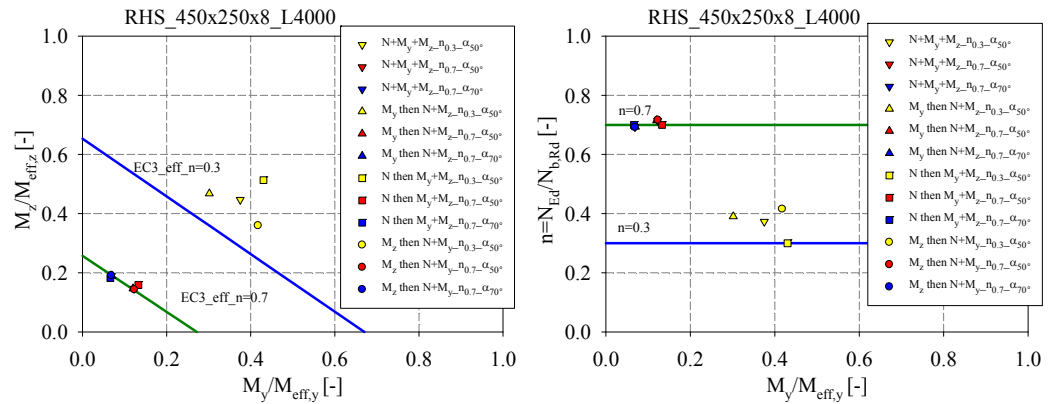 RHS_450x250x8_L4000
1.0
0.8
0.6
0.4
0.2
0.0
M_z/M_eff,z [-]
EC3_eff_n=0.3
EC3_eff_n=0.7
0.0 0.2 0.4 0.6 0.8 1.0
M_y/M_eff,y [-]
N+M_y+M_z_n_0.3_α_50°
N+M_y+M_z_n_0.7_α_50°
N+M_y+M_z_n_0.7_α_70°
M_y then N+M_z_n_0.3_α_50°
M_y then N+M_z_n_0.7_α_50°
M_y then N+M_z_n_0.7_α_70°
N then M_y+M_z_n_0.3_α_50°
N then M_y+M_z_n_0.7_α_50°
N then M_y+M_z_n_0.7_α_70°
M_z then N+M_y_n_0.3_α_50°
M_z then N+M_y_n_0.7_α_50°
M_z then N+M_y_n_0.7_α_70°
RHS_450x250x8_L4000
1.0
0.8
0.6
0.4
0.2
0.0
n=N_Ed/N_b,Rd [-]
n=0.7
n=0.3
0.0 0.2 0.4 0.6 0.8 1.0
M_y/M_eff,y [-]
N+M_y+M_z_n_0.3_α_50°
N+M_y+M_z_n_0.7_α_50°
N+M_y+M_z_n_0.7_α_70°
M_y then N+M_z_n_0.3_α_50°
M_y then N+M_z_n_0.7_α_50°
M_y then N+M_z_n_0.7_α_70°
N then M_y+M_z_n_0.3_α_50°
N then M_y+M_z_n_0.7_α_50°
N then M_y+M_z_n_0.7_α_70°
M_z then N+M_y_n_0.3_α_50°
M_z then N+M_y_n_0.7_α_50°
M_z then N+M_y_n_0.7_α_70°